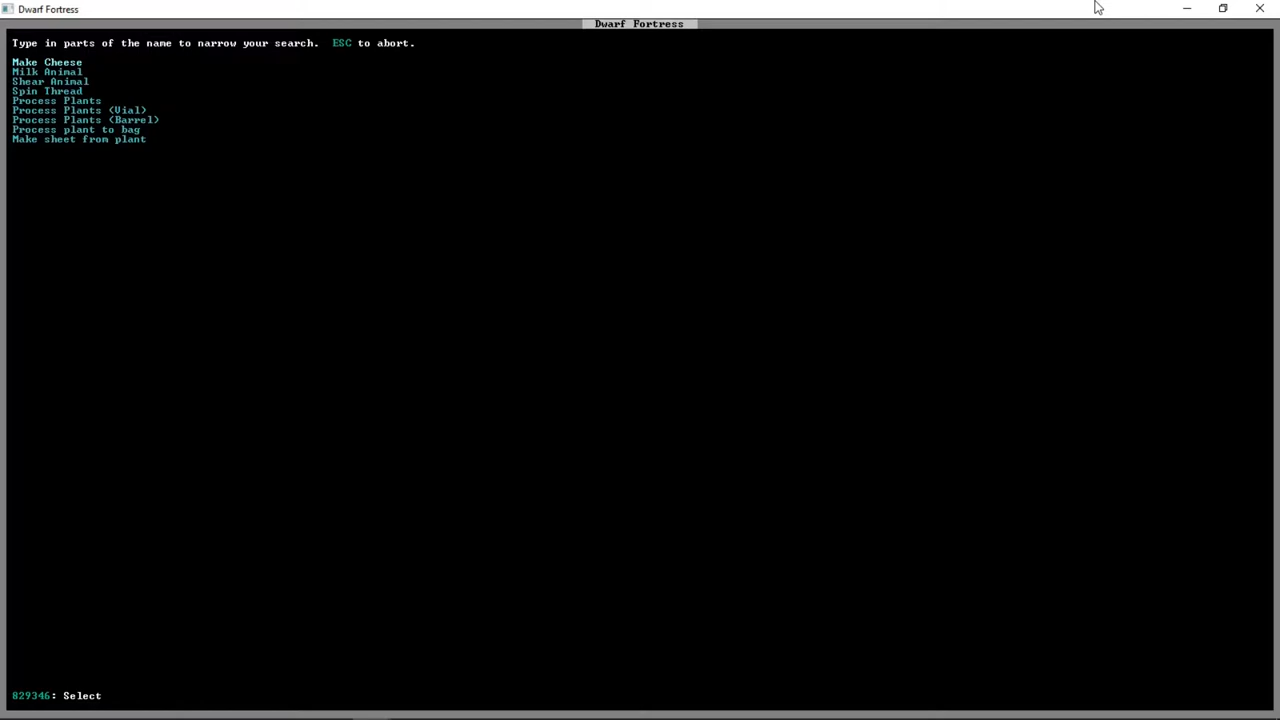 Dwarf Fortress
Dwarf Fortress
Type in parts of the name to narrow your search.  ESC to abort.
Make Cheese
Milk Animal
Shear Animal
Spin Thread
Process Plants
Process Plants (Vial)
Process Plants (Barrel)
Process plant to bag
Make sheet from plant
829346: Select